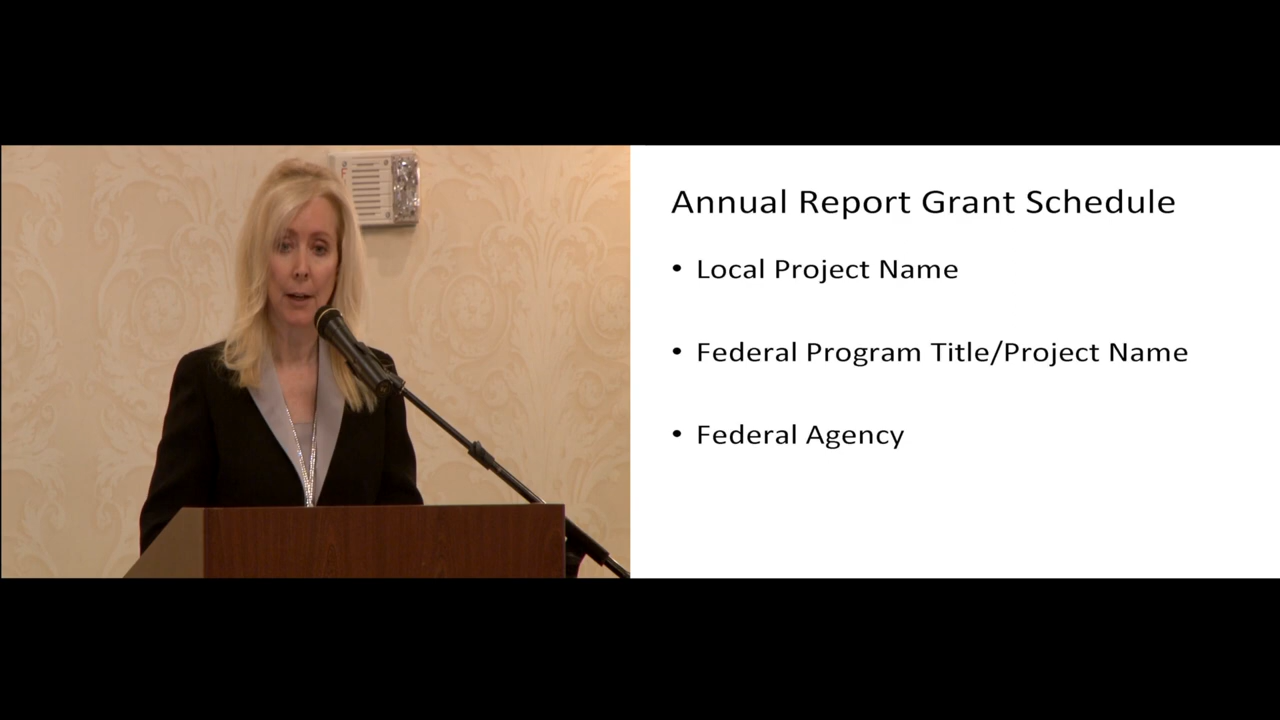 Annual Report Grant Schedule
• Local Project Name
• Federal Program Title/Project Name
• Federal Agency